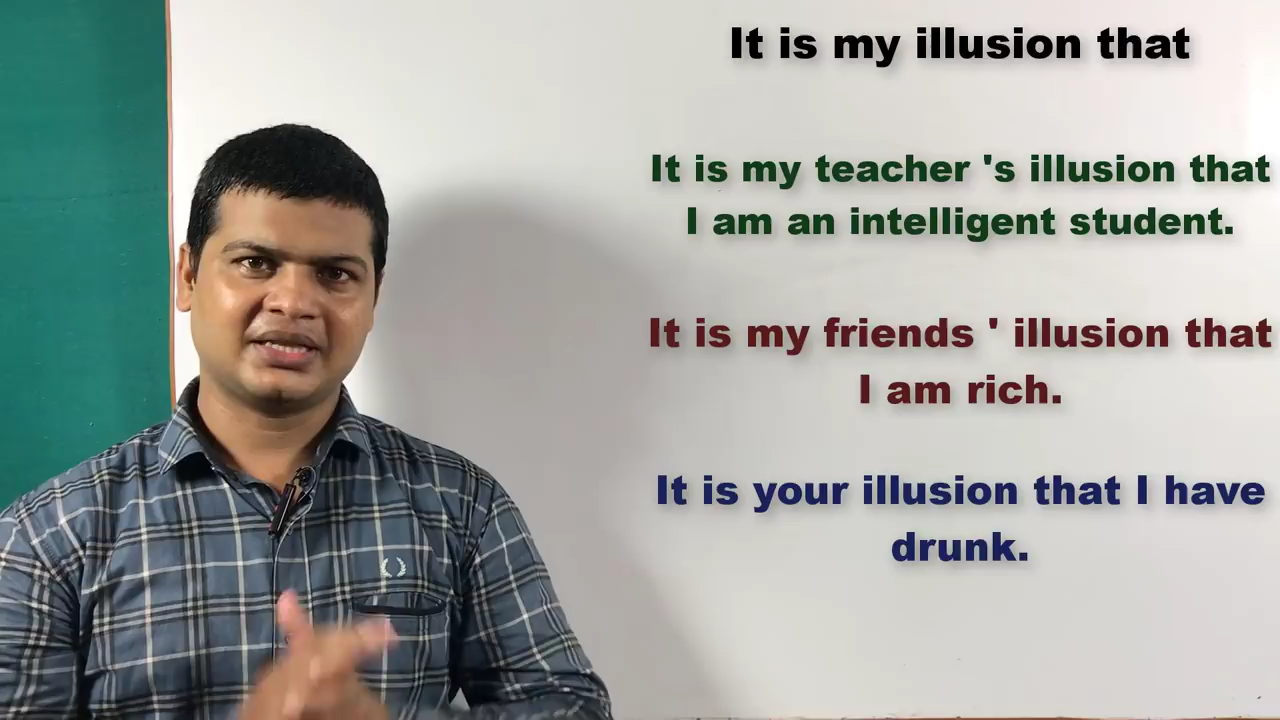 It is my illusion that
It is my teacher 's illusion that
I am an intelligent student.
It is my friends ' illusion that
I am rich.
It is your illusion that I have
drunk.